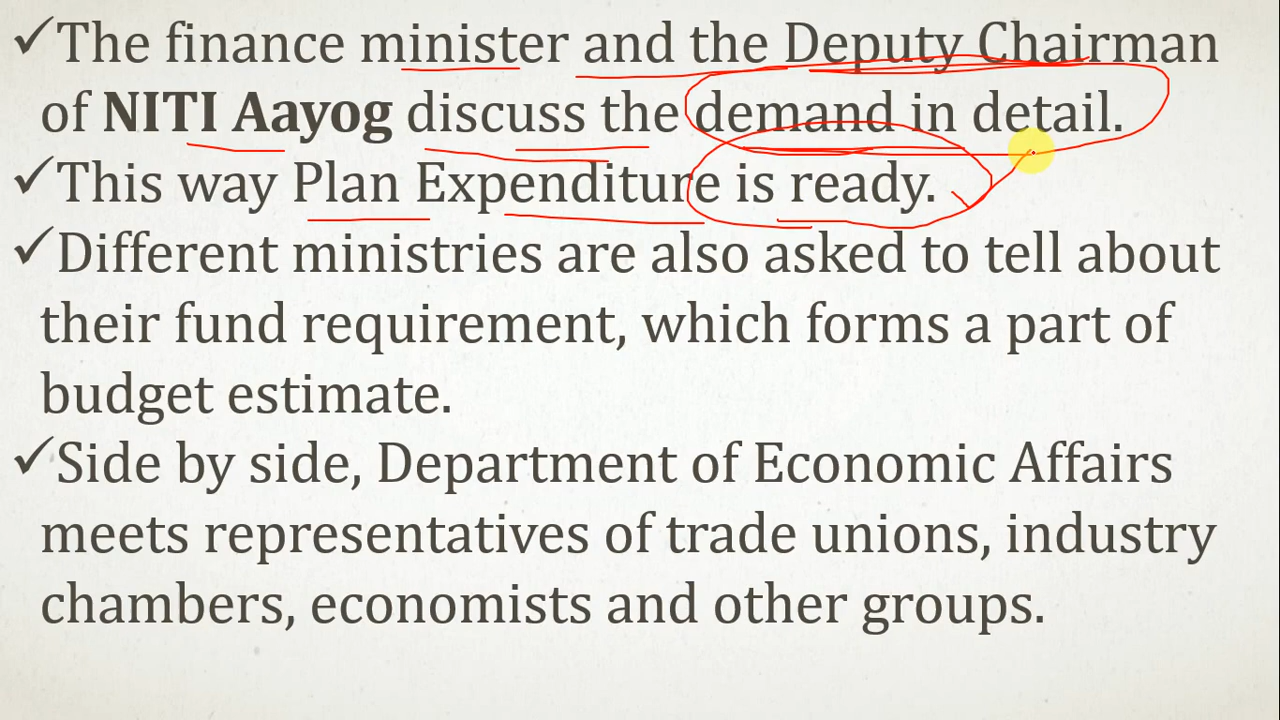 ✓The finance minister and the Deputy Chairman
of NITI Aayog discuss the demand in detail.
✓This way Plan Expenditure is ready.
✓Different ministries are also asked to tell about
their fund requirement, which forms a part of
budget estimate.
✓Side by side, Department of Economic Affairs
meets representatives of trade unions, industry
chambers, economists and other groups.